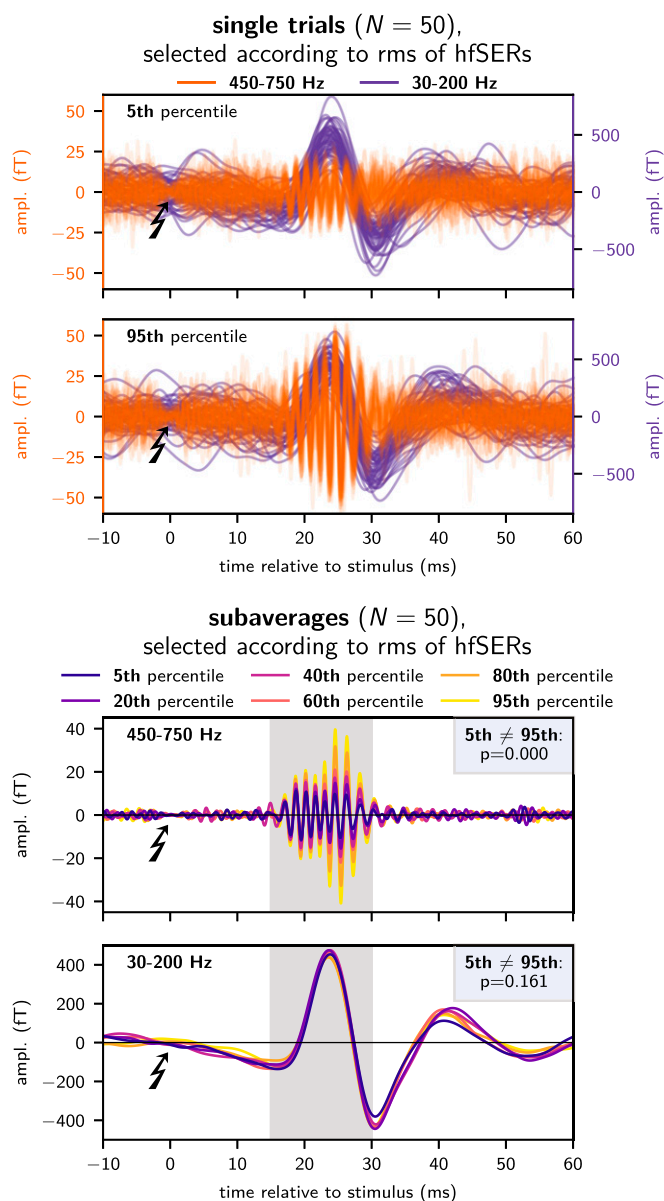 single trials (N = 50),
selected according to rms of hfSERs
450-750 Hz 30-200 Hz
5th percentile
50
25
0
−25
−50
ampl. (fT)
500
0
−500
ampl. (fT)
95th percentile
50
25
0
−25
−50
ampl. (fT)
500
0
−500
ampl. (fT)
−10 0 10 20 30 40 50 60
time relative to stimulus (ms)
subaverages (N = 50),
selected according to rms of hfSERs
5th percentile 40th percentile 80th percentile
20th percentile 60th percentile 95th percentile
450-750 Hz
5th ≠ 95th:
p=0.000
40
20
0
−20
−40
ampl. (fT)
30-200 Hz
5th ≠ 95th:
p=0.161
400
200
0
−200
−400
ampl. (fT)
−10 0 10 20 30 40 50 60
time relative to stimulus (ms)